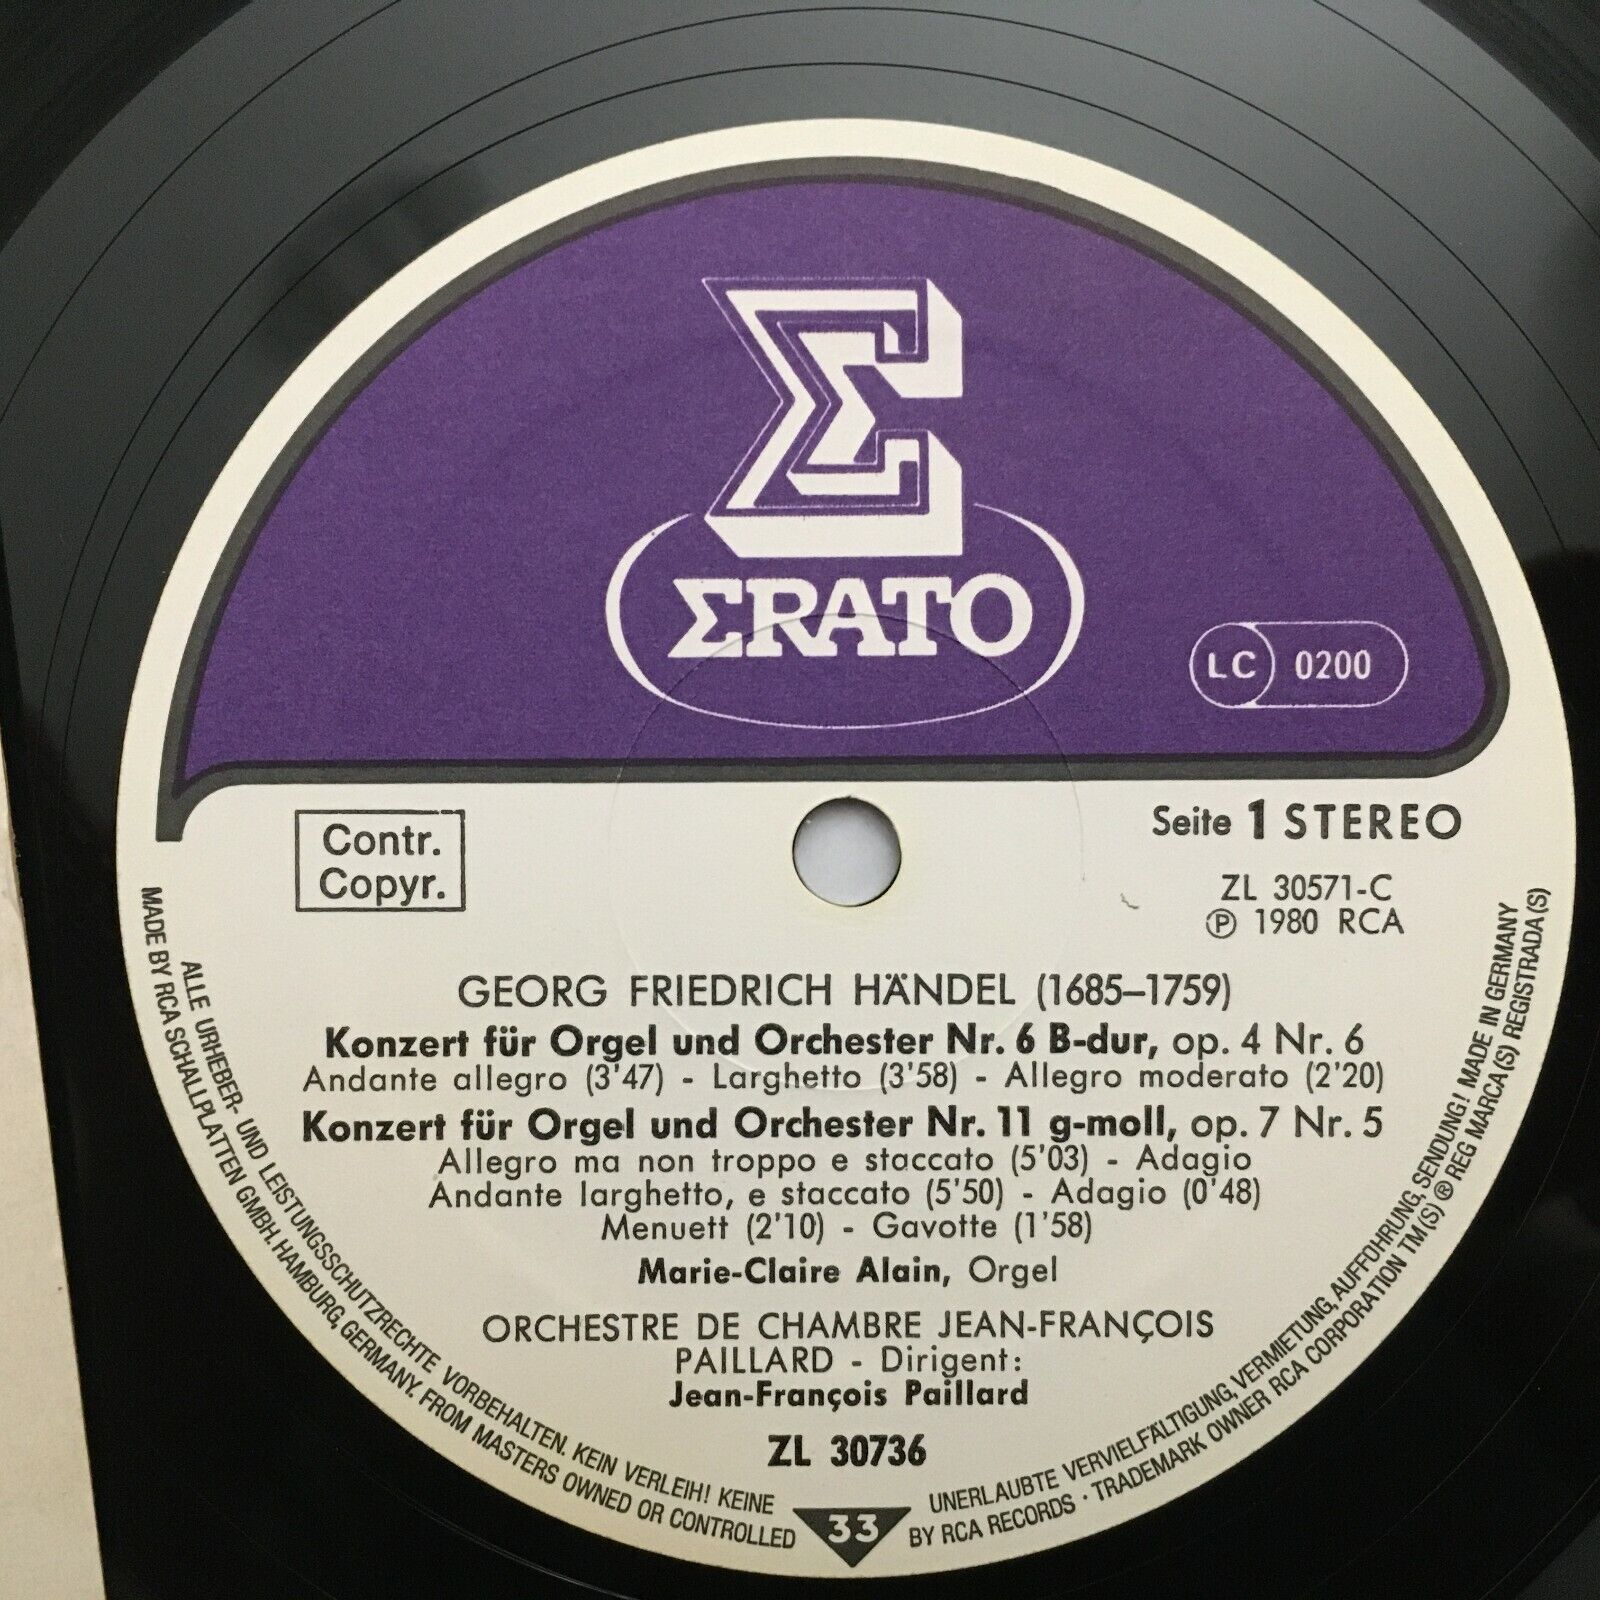 Σ
ΣRATO
LC 0200
Contr.
Copyr.
Seite 1 STEREO
ZL 30571-C
℗ 1980 RCA
GEORG FRIEDRICH HÄNDEL (1685–1759)
Konzert für Orgel und Orchester Nr. 6 B-dur, op. 4 Nr. 6
Andante allegro (3'47) - Larghetto (3'58) - Allegro moderato (2'20)
Konzert für Orgel und Orchester Nr. 11 g-moll, op. 7 Nr. 5
Allegro ma non troppo e staccato (5'03) - Adagio
Andante larghetto, e staccato (5'50) - Adagio (0'48)
Menuett (2'10) - Gavotte (1'58)
Marie-Claire Alain, Orgel
ORCHESTRE DE CHAMBRE JEAN-FRANÇOIS
PAILLARD - Dirigent:
Jean-François Paillard
ZL 30736
33
ALLE URHEBER- UND LEISTUNGSSCHUTZRECHTE VORBEHALTEN. KEIN VERLEIH! KEINE UNERLAUBTE VERVIELFÄLTIGUNG, VERMIETUNG, AUFFÜHRUNG, SENDUNG! MADE IN GERMANY
MADE BY RCA SCHALLPLATTEN GMBH. HAMBURG, GERMANY. FROM MASTERS OWNED OR CONTROLLED BY RCA RECORDS · TRADEMARK OWNER RCA CORPORATION TM(S) ® REG MARCA(S) REGISTRADA(S)